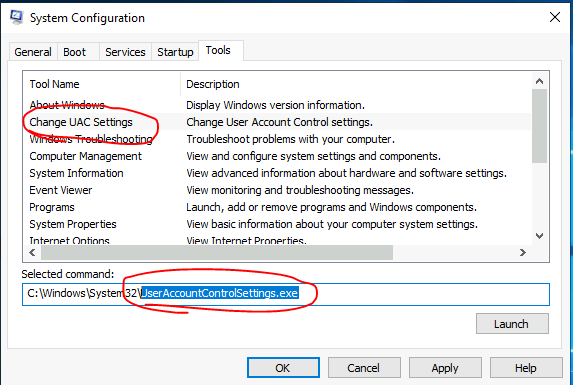 System Configuration
General Boot Services Startup Tools
Tool Name Description
About Windows Display Windows version information.
Change UAC Settings Change User Account Control settings.
Windows Troubleshooting Troubleshoot problems with your computer.
Computer Management View and configure system settings and components.
System Information View advanced information about hardware and software settings.
Event Viewer View monitoring and troubleshooting messages.
Programs Launch, add or remove programs and Windows components.
System Properties View basic information about your computer system settings.
Internet Options View Internet Properties.
Selected command:
C:\Windows\System32\UserAccountControlSettings.exe
Launch
OK Cancel Apply Help